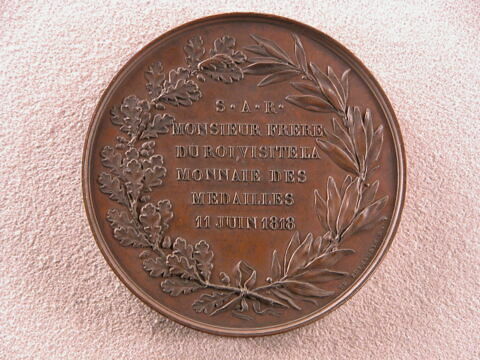 S·A·R·
MONSIEUR FRERE
DU ROI, VISITE LA
MONNAIE DES
MEDAILLES
11 JUIN 1818